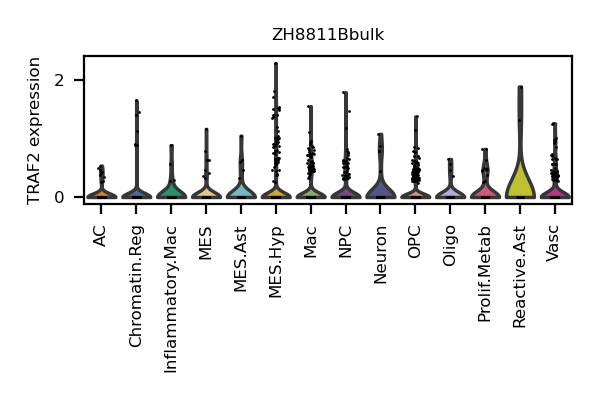 ZH8811Bbulk
TRAF2 expression
2
0
AC
Chromatin.Reg
Inflammatory.Mac
MES
MES.Ast
MES.Hyp
Mac
NPC
Neuron
OPC
Oligo
Prolif.Metab
Reactive.Ast
Vasc